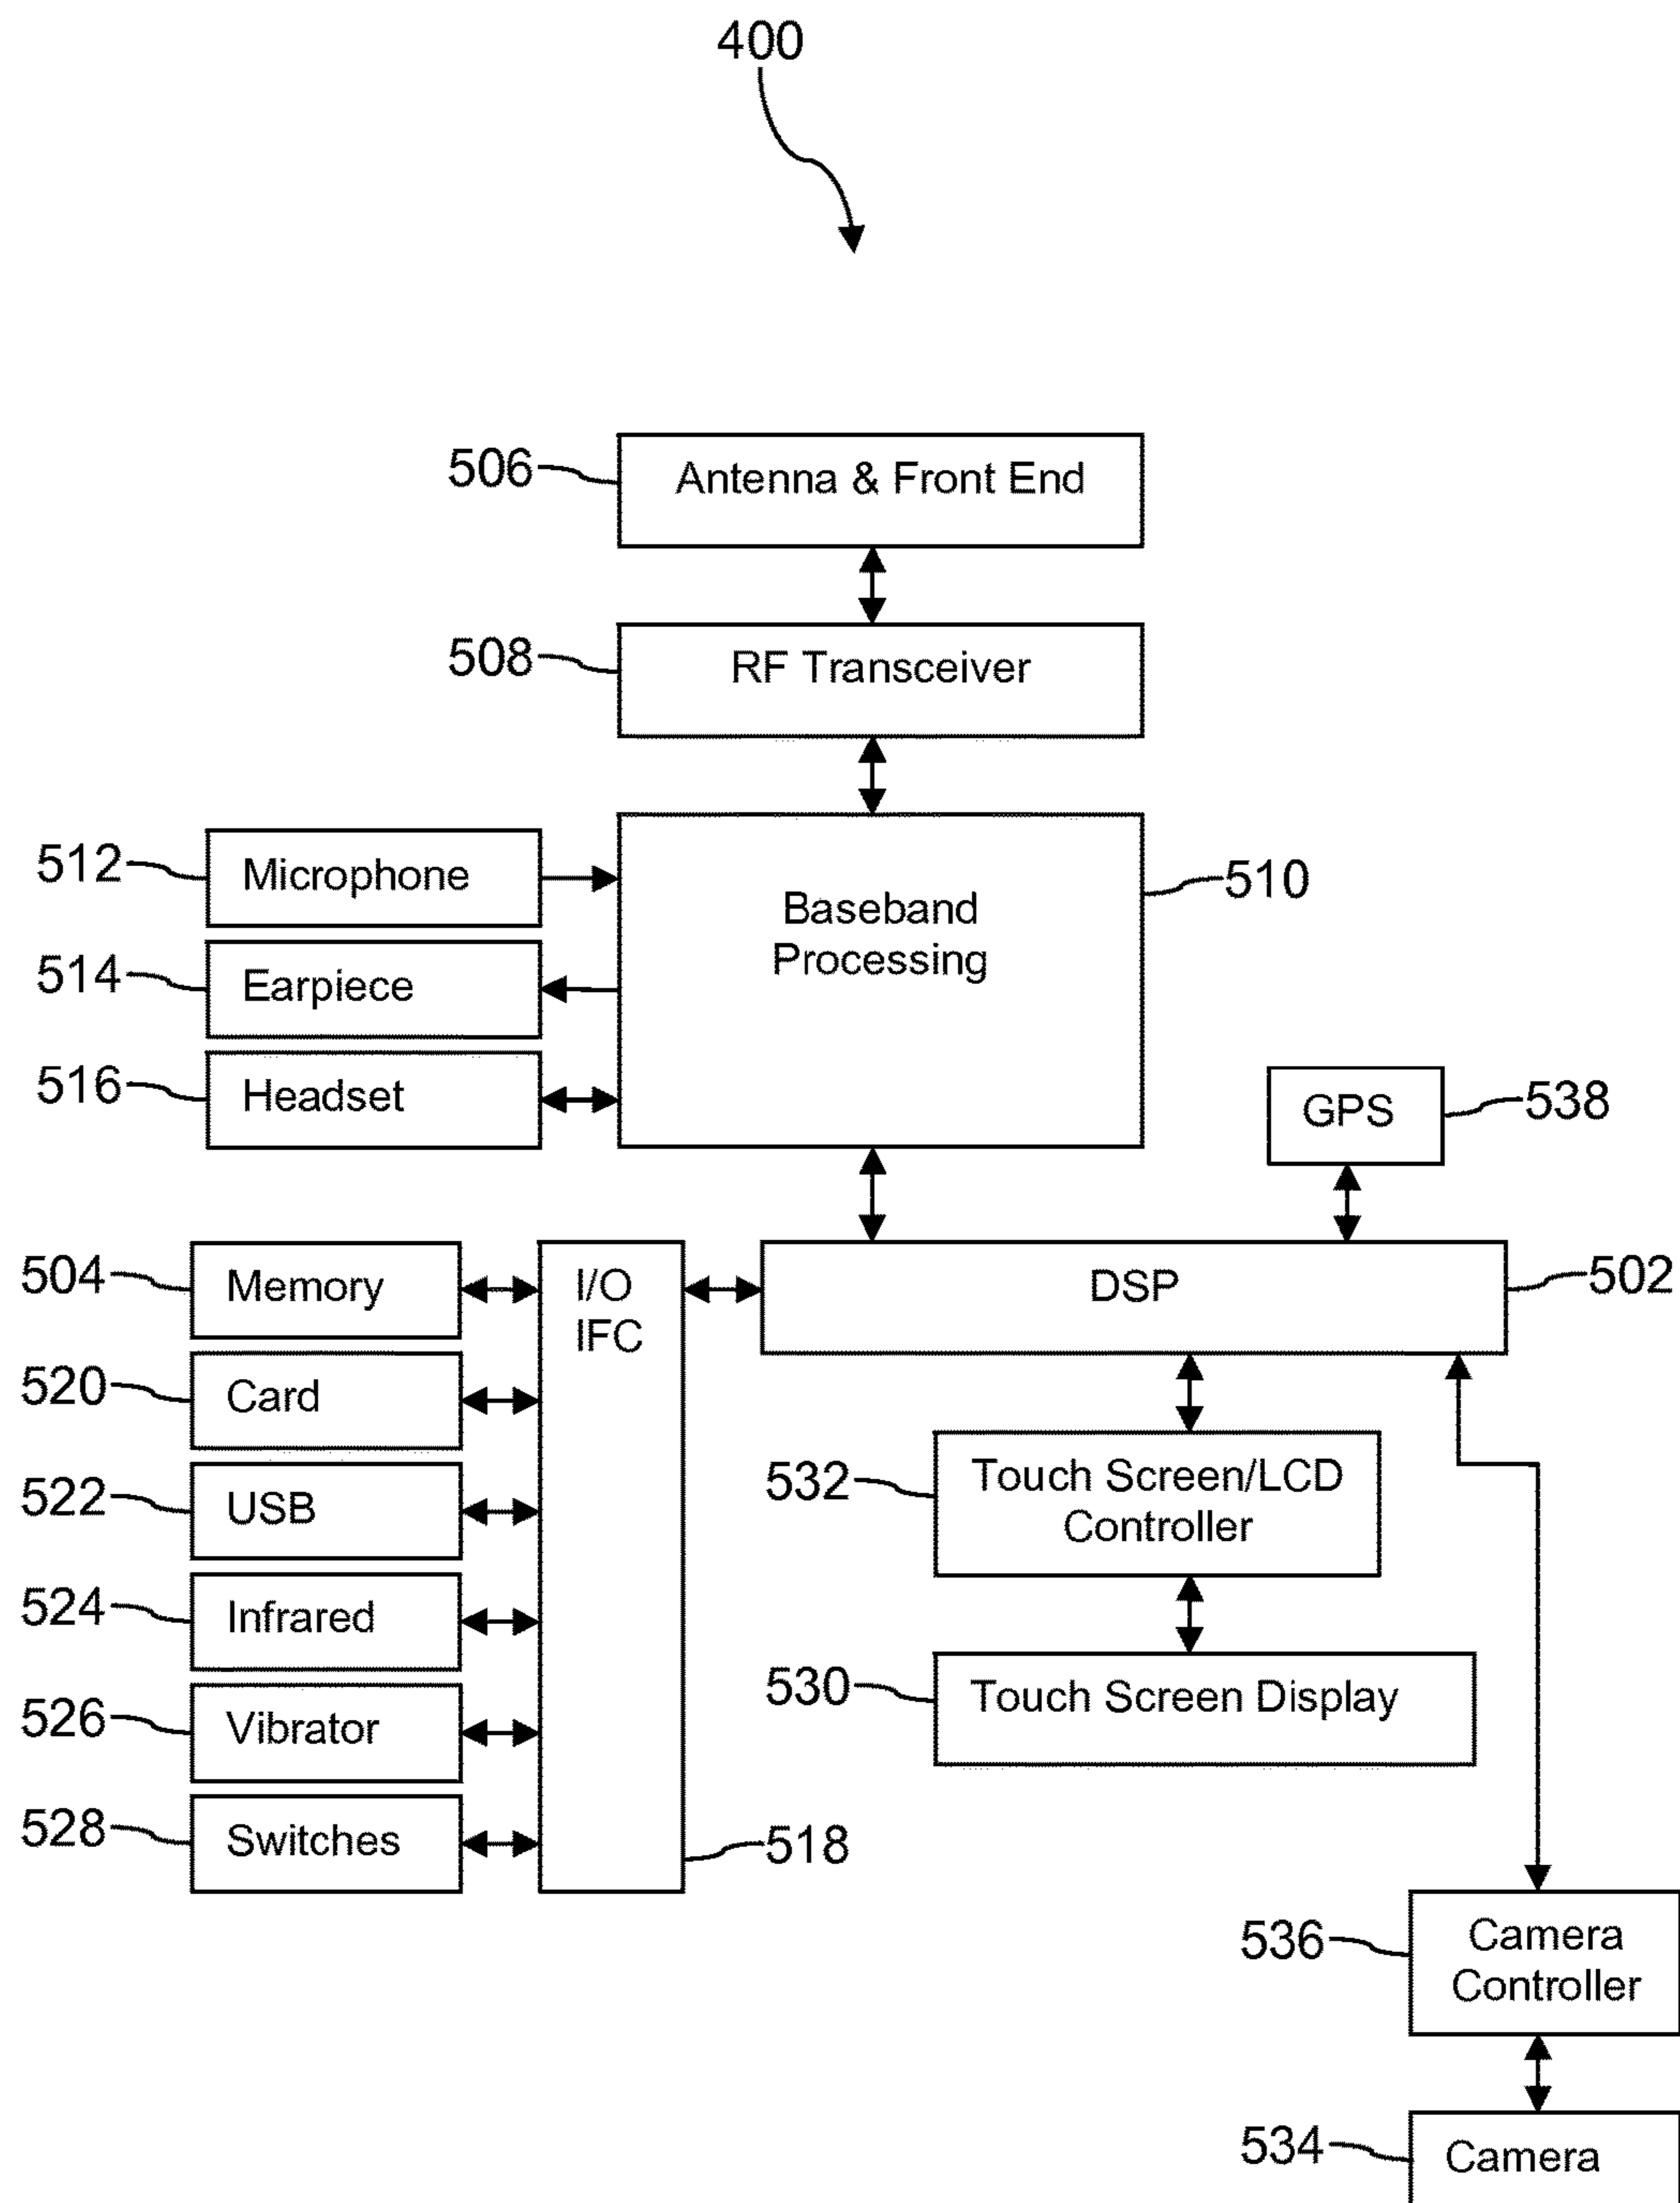 400
506
Antenna & Front End
508
RF Transceiver
512
Microphone
Baseband
Processing
510
514
Earpiece
516
Headset
GPS
538
504
Memory
I/O
IFC
DSP
502
520
Card
522
USB
532
Touch Screen/LCD
Controller
524
Infrared
526
Vibrator
530
Touch Screen Display
528
Switches
518
536
Camera
Controller
534
Camera